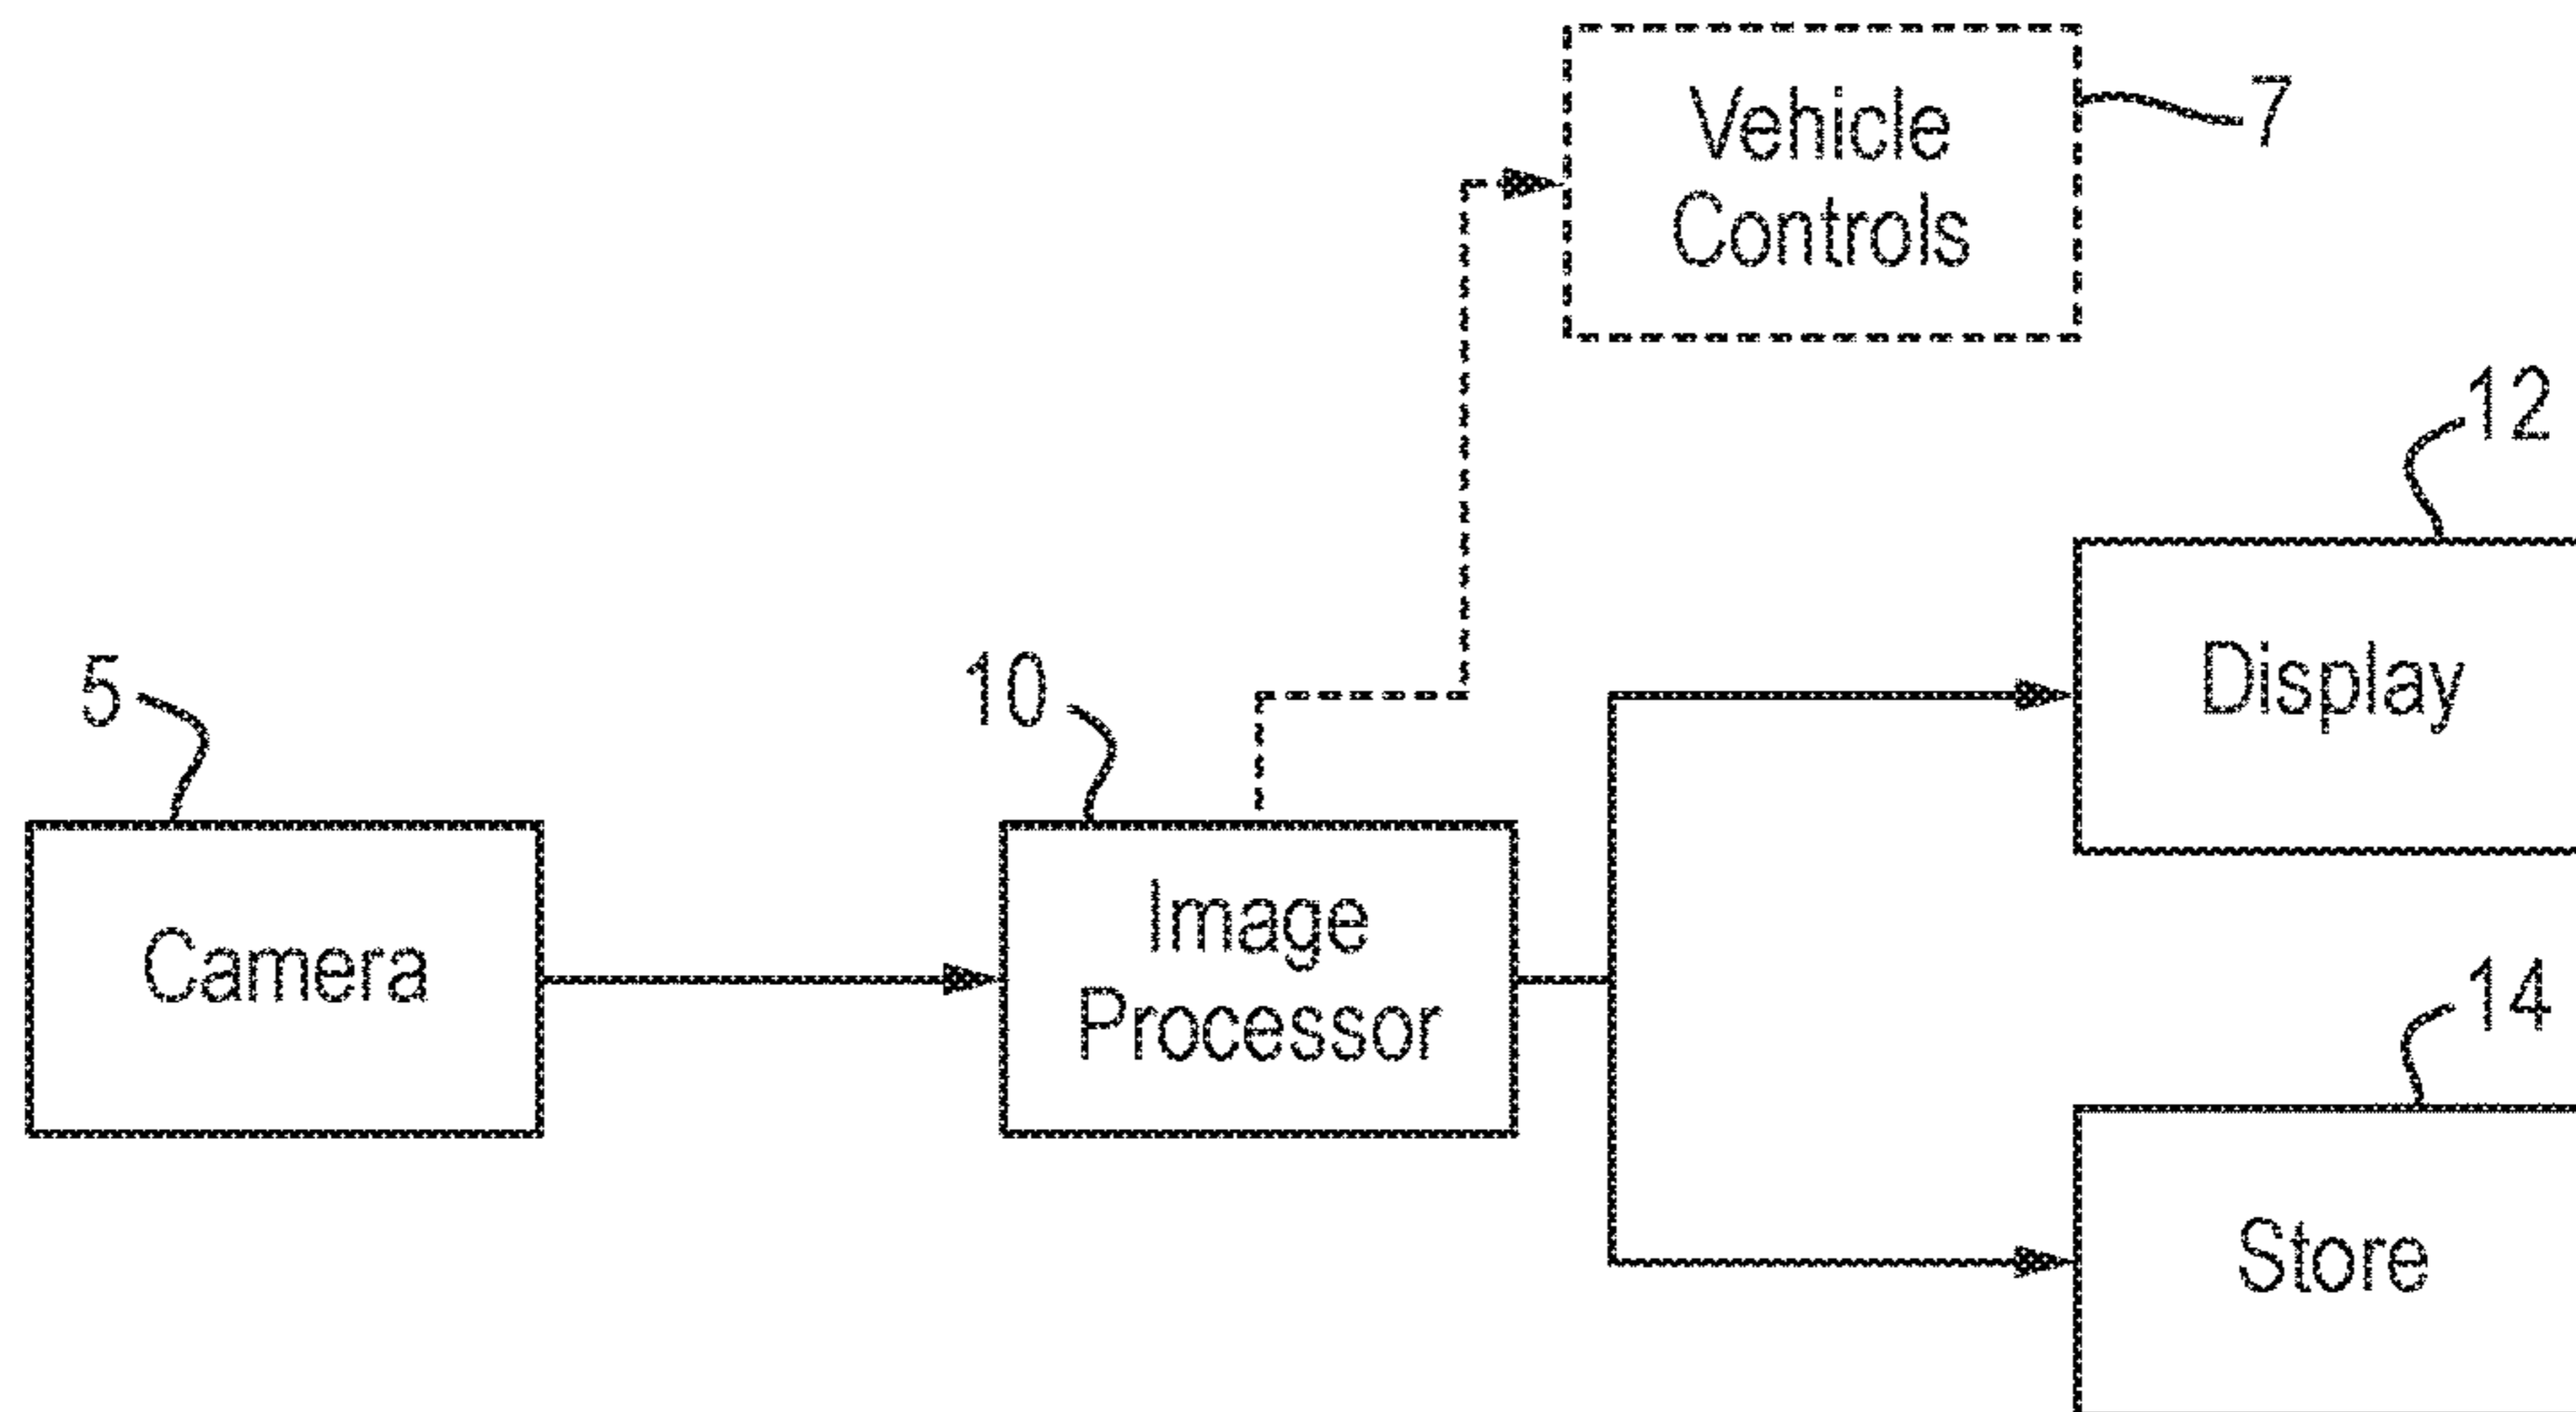 Vehicle
Controls
7
12
Display
5
10
Camera
Image
Processor
14
Store